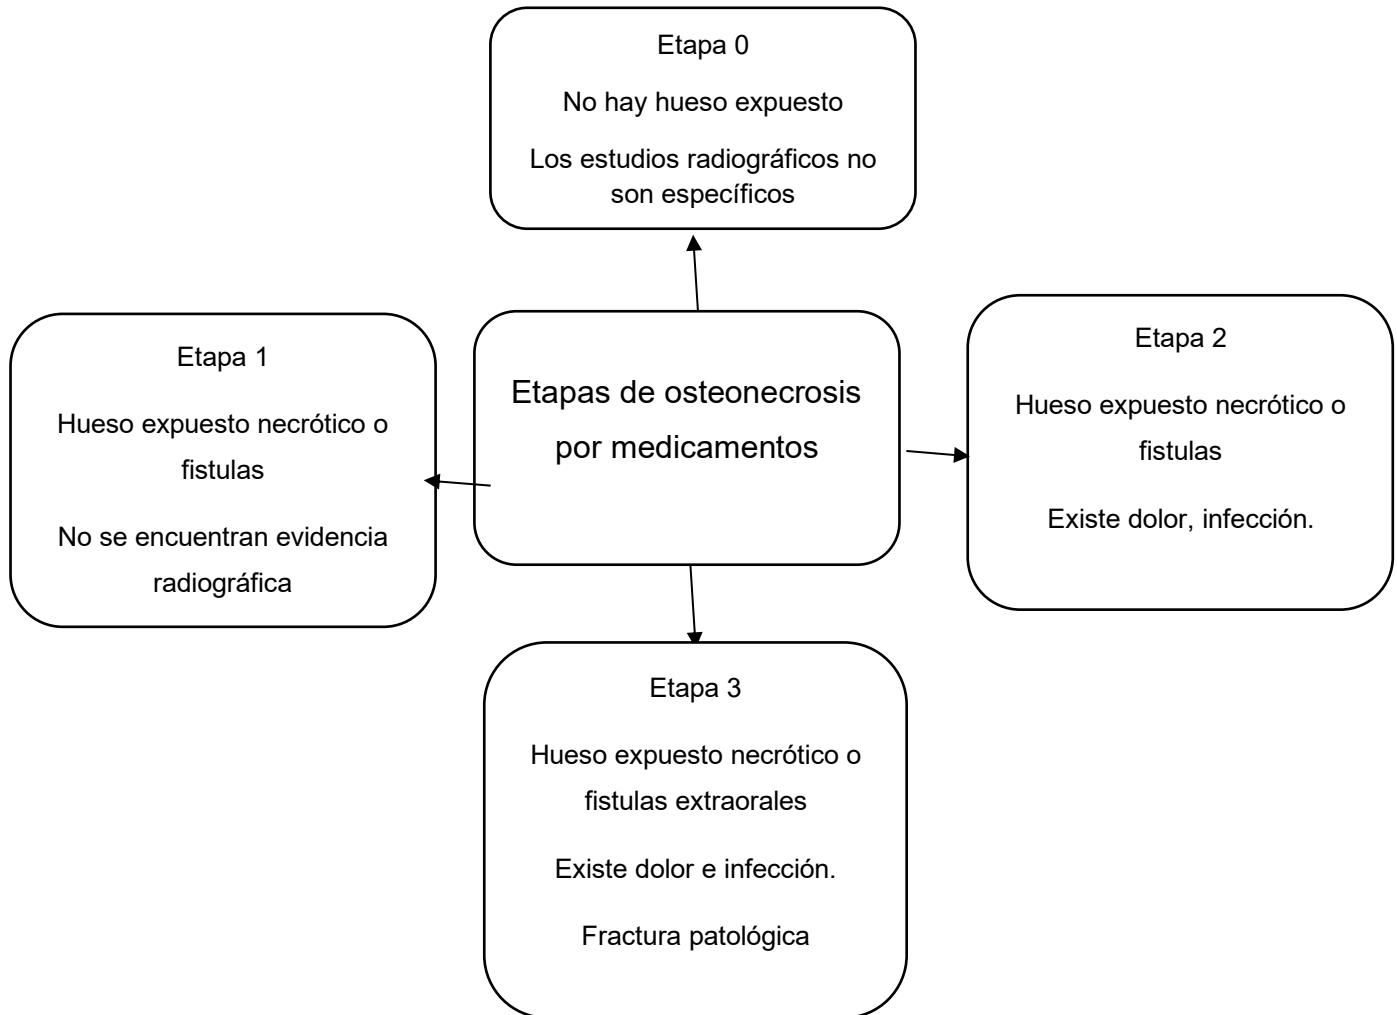 Etapa 0
No hay hueso expuesto
Los estudios radiográficos no
son específicos
Etapa 1
Hueso expuesto necrótico o
fistulas
No se encuentran evidencia
radiográfica
Etapas de osteonecrosis
por medicamentos
Etapa 2
Hueso expuesto necrótico o
fistulas
Existe dolor, infección.
Etapa 3
Hueso expuesto necrótico o
fistulas extraorales
Existe dolor e infección.
Fractura patológica